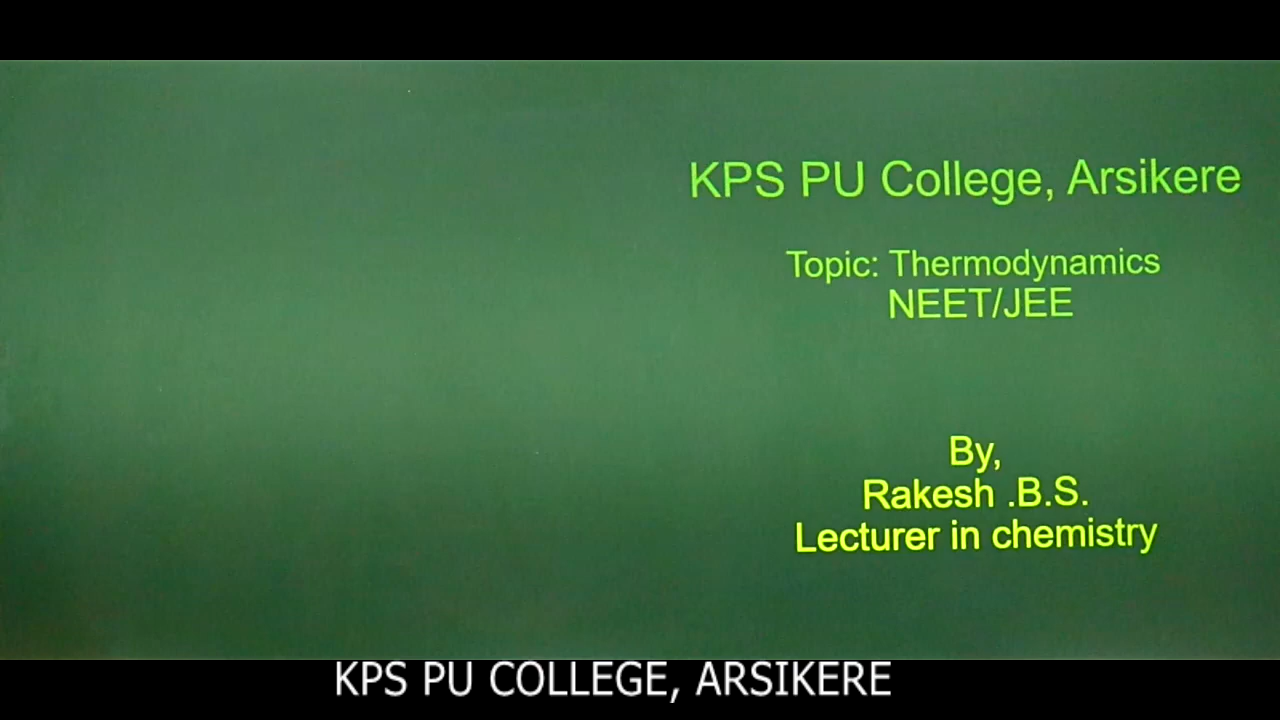 KPS PU College, Arsikere
Topic: Thermodynamics
NEET/JEE
By,
Rakesh .B.S.
Lecturer in chemistry
KPS PU COLLEGE, ARSIKERE